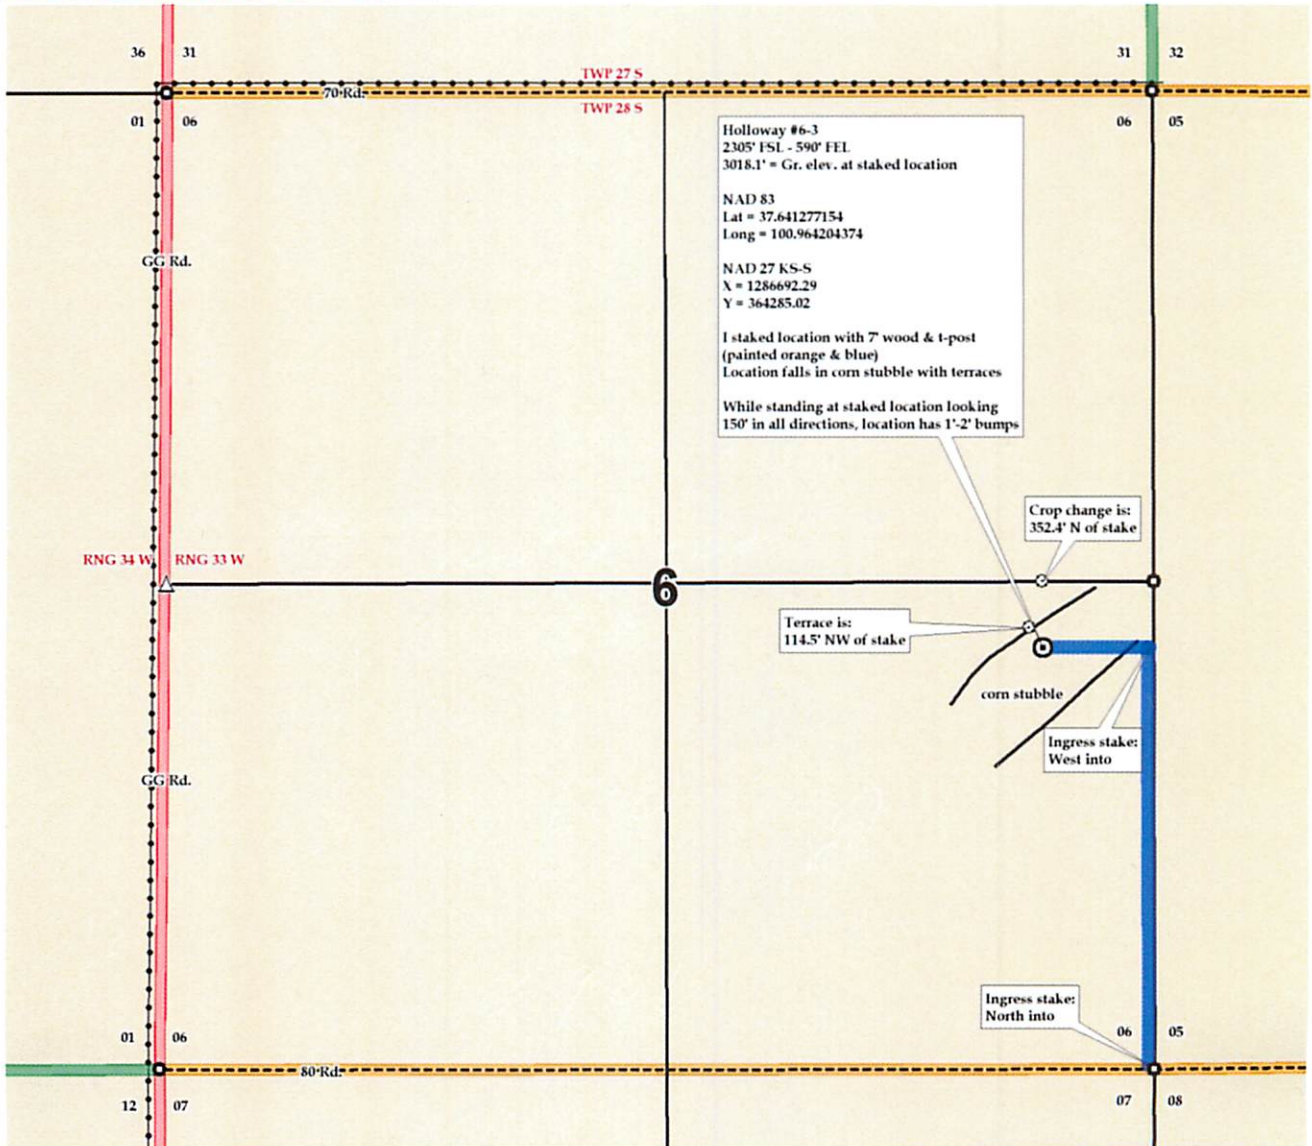 36 31
31 32
TWP 27 S
70 Rd.
TWP 28 S
01 06
06 05
Holloway #6-3
2305' FSL - 590' FEL
3018.1' = Gr. elev. at staked location
NAD 83
Lat = 37.641277154
Long = 100.964204374
NAD 27 KS-S
X = 1286692.29
Y = 364285.02
I staked location with 7' wood & t-post
(painted orange & blue)
Location falls in corn stubble with terraces
While standing at staked location looking
150' in all directions, location has 1'-2' bumps
GG Rd.
Crop change is:
352.4' N of stake
RNG 34 W RNG 33 W
6
Terrace is:
114.5' NW of stake
corn stubble
Ingress stake:
West into
GG Rd.
Ingress stake:
North into
01 06
06 05
80 Rd.
12 07
07 08